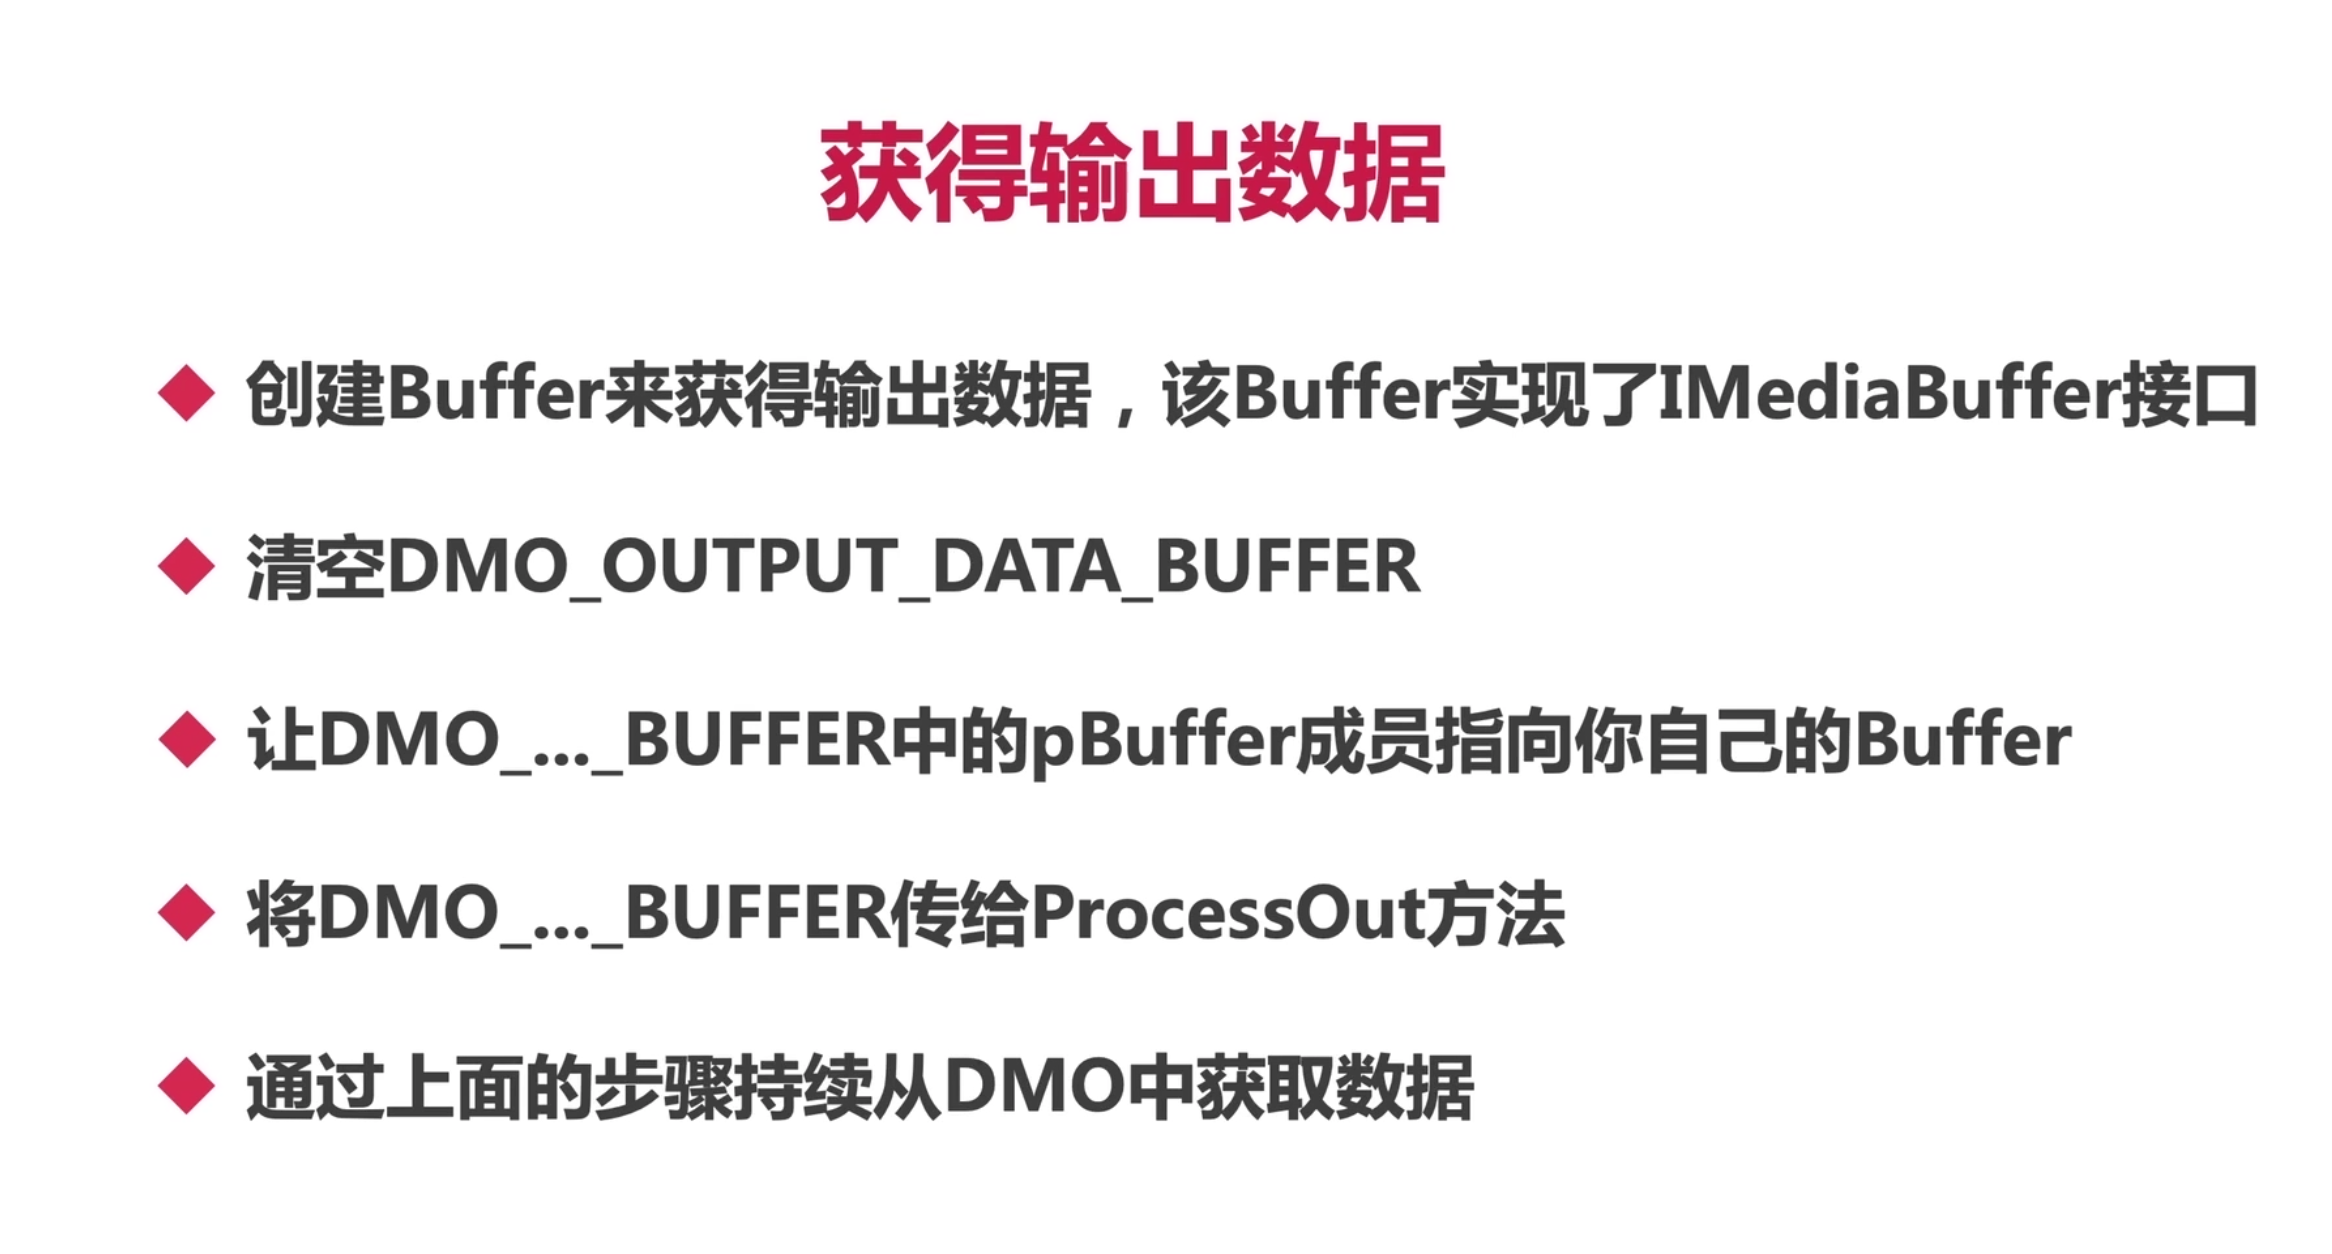 获得输出数据
创建Buffer来获得输出数据，该Buffer实现了IMediaBuffer接口
清空DMO_OUTPUT_DATA_BUFFER
让DMO_..._BUFFER中的pBuffer成员指向你自己的Buffer
将DMO_..._BUFFER传给ProcessOut方法
通过上面的步骤持续从DMO中获取数据